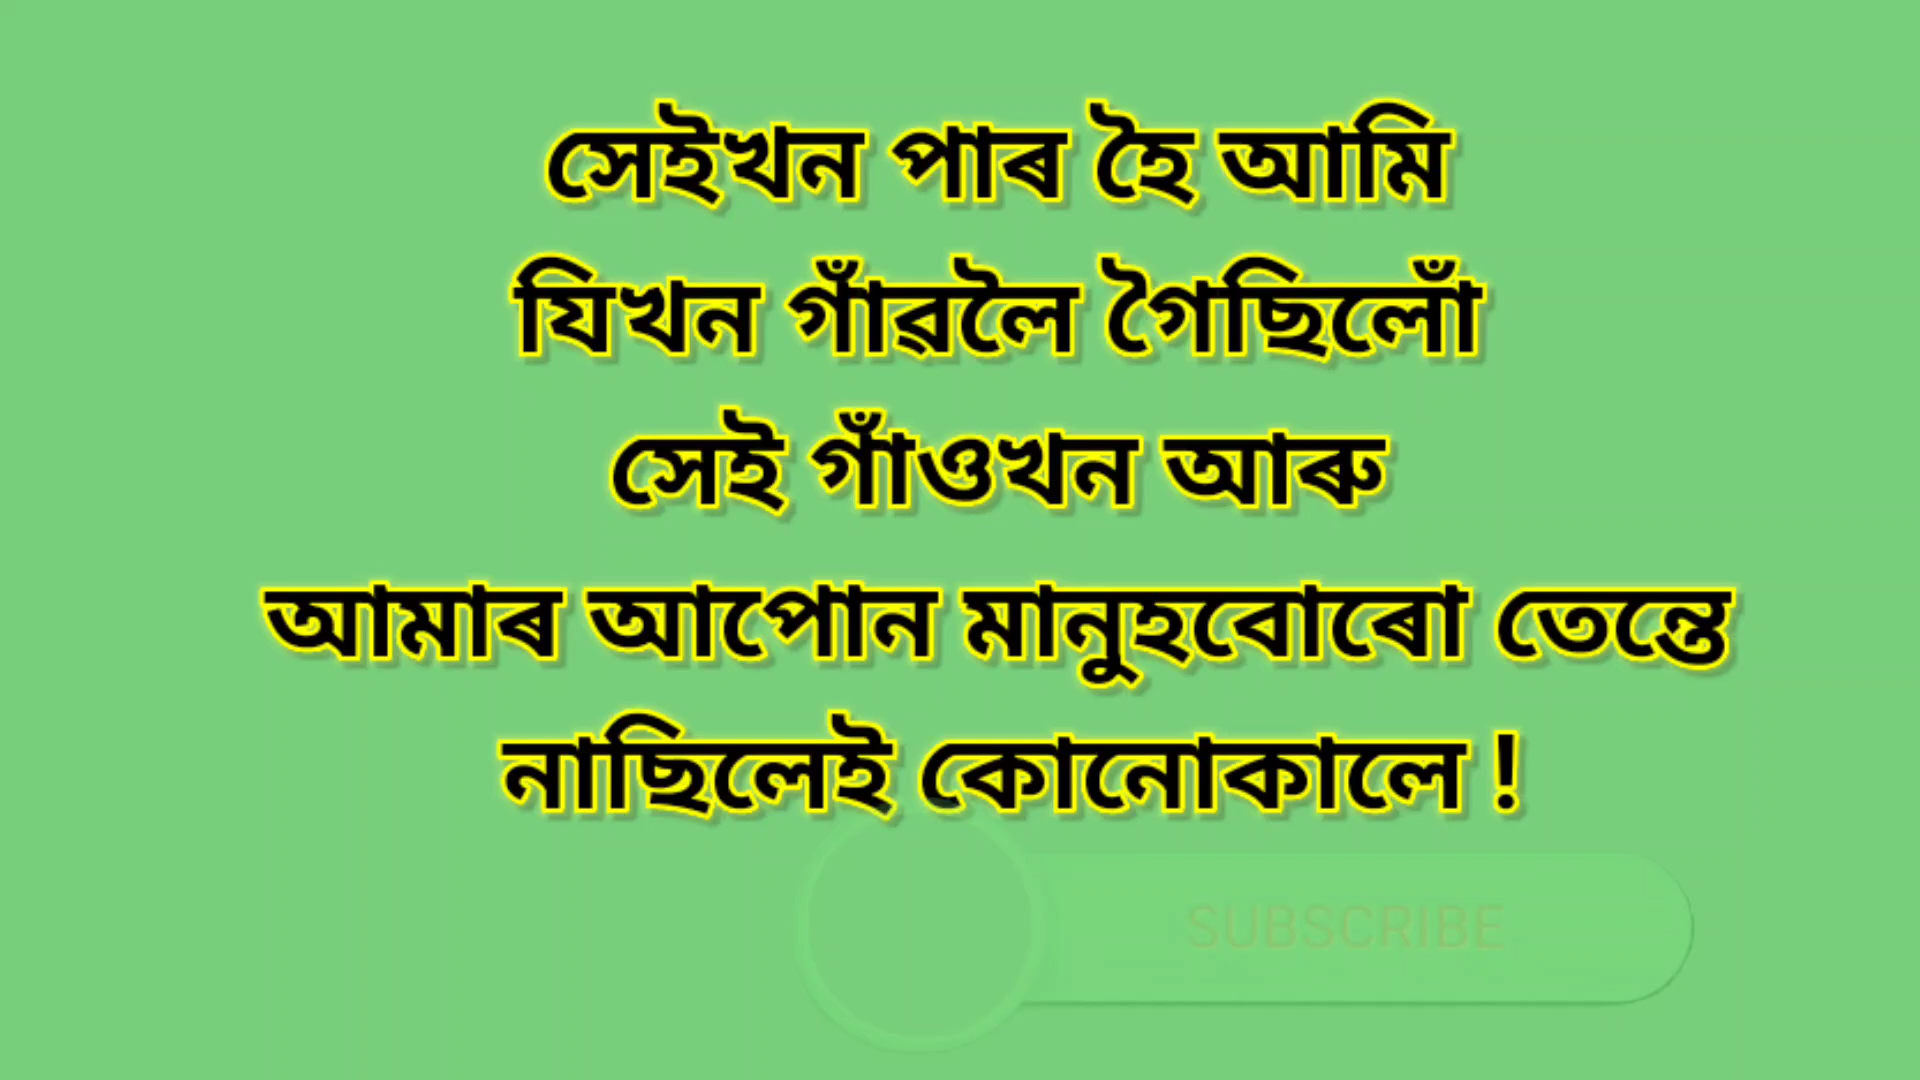 সেইখন পাৰ হৈ আমি
যিখন গাঁৱলৈ গৈছিলোঁ
সেই গাঁওখন আৰু
আমাৰ আপোন মানুহবোৰো তেন্তে
নাছিলেই কোনোকালে !
SUBSCRIBE